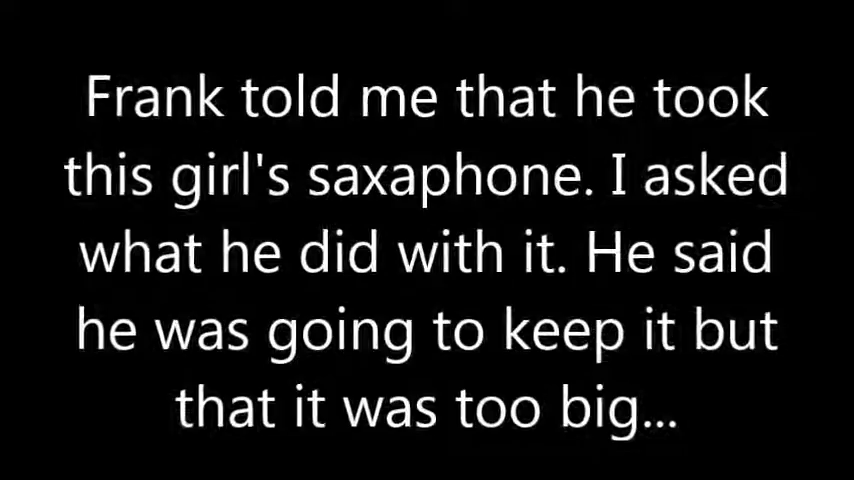 Frank told me that he took
this girl's saxaphone. I asked
what he did with it. He said
he was going to keep it but
that it was too big...